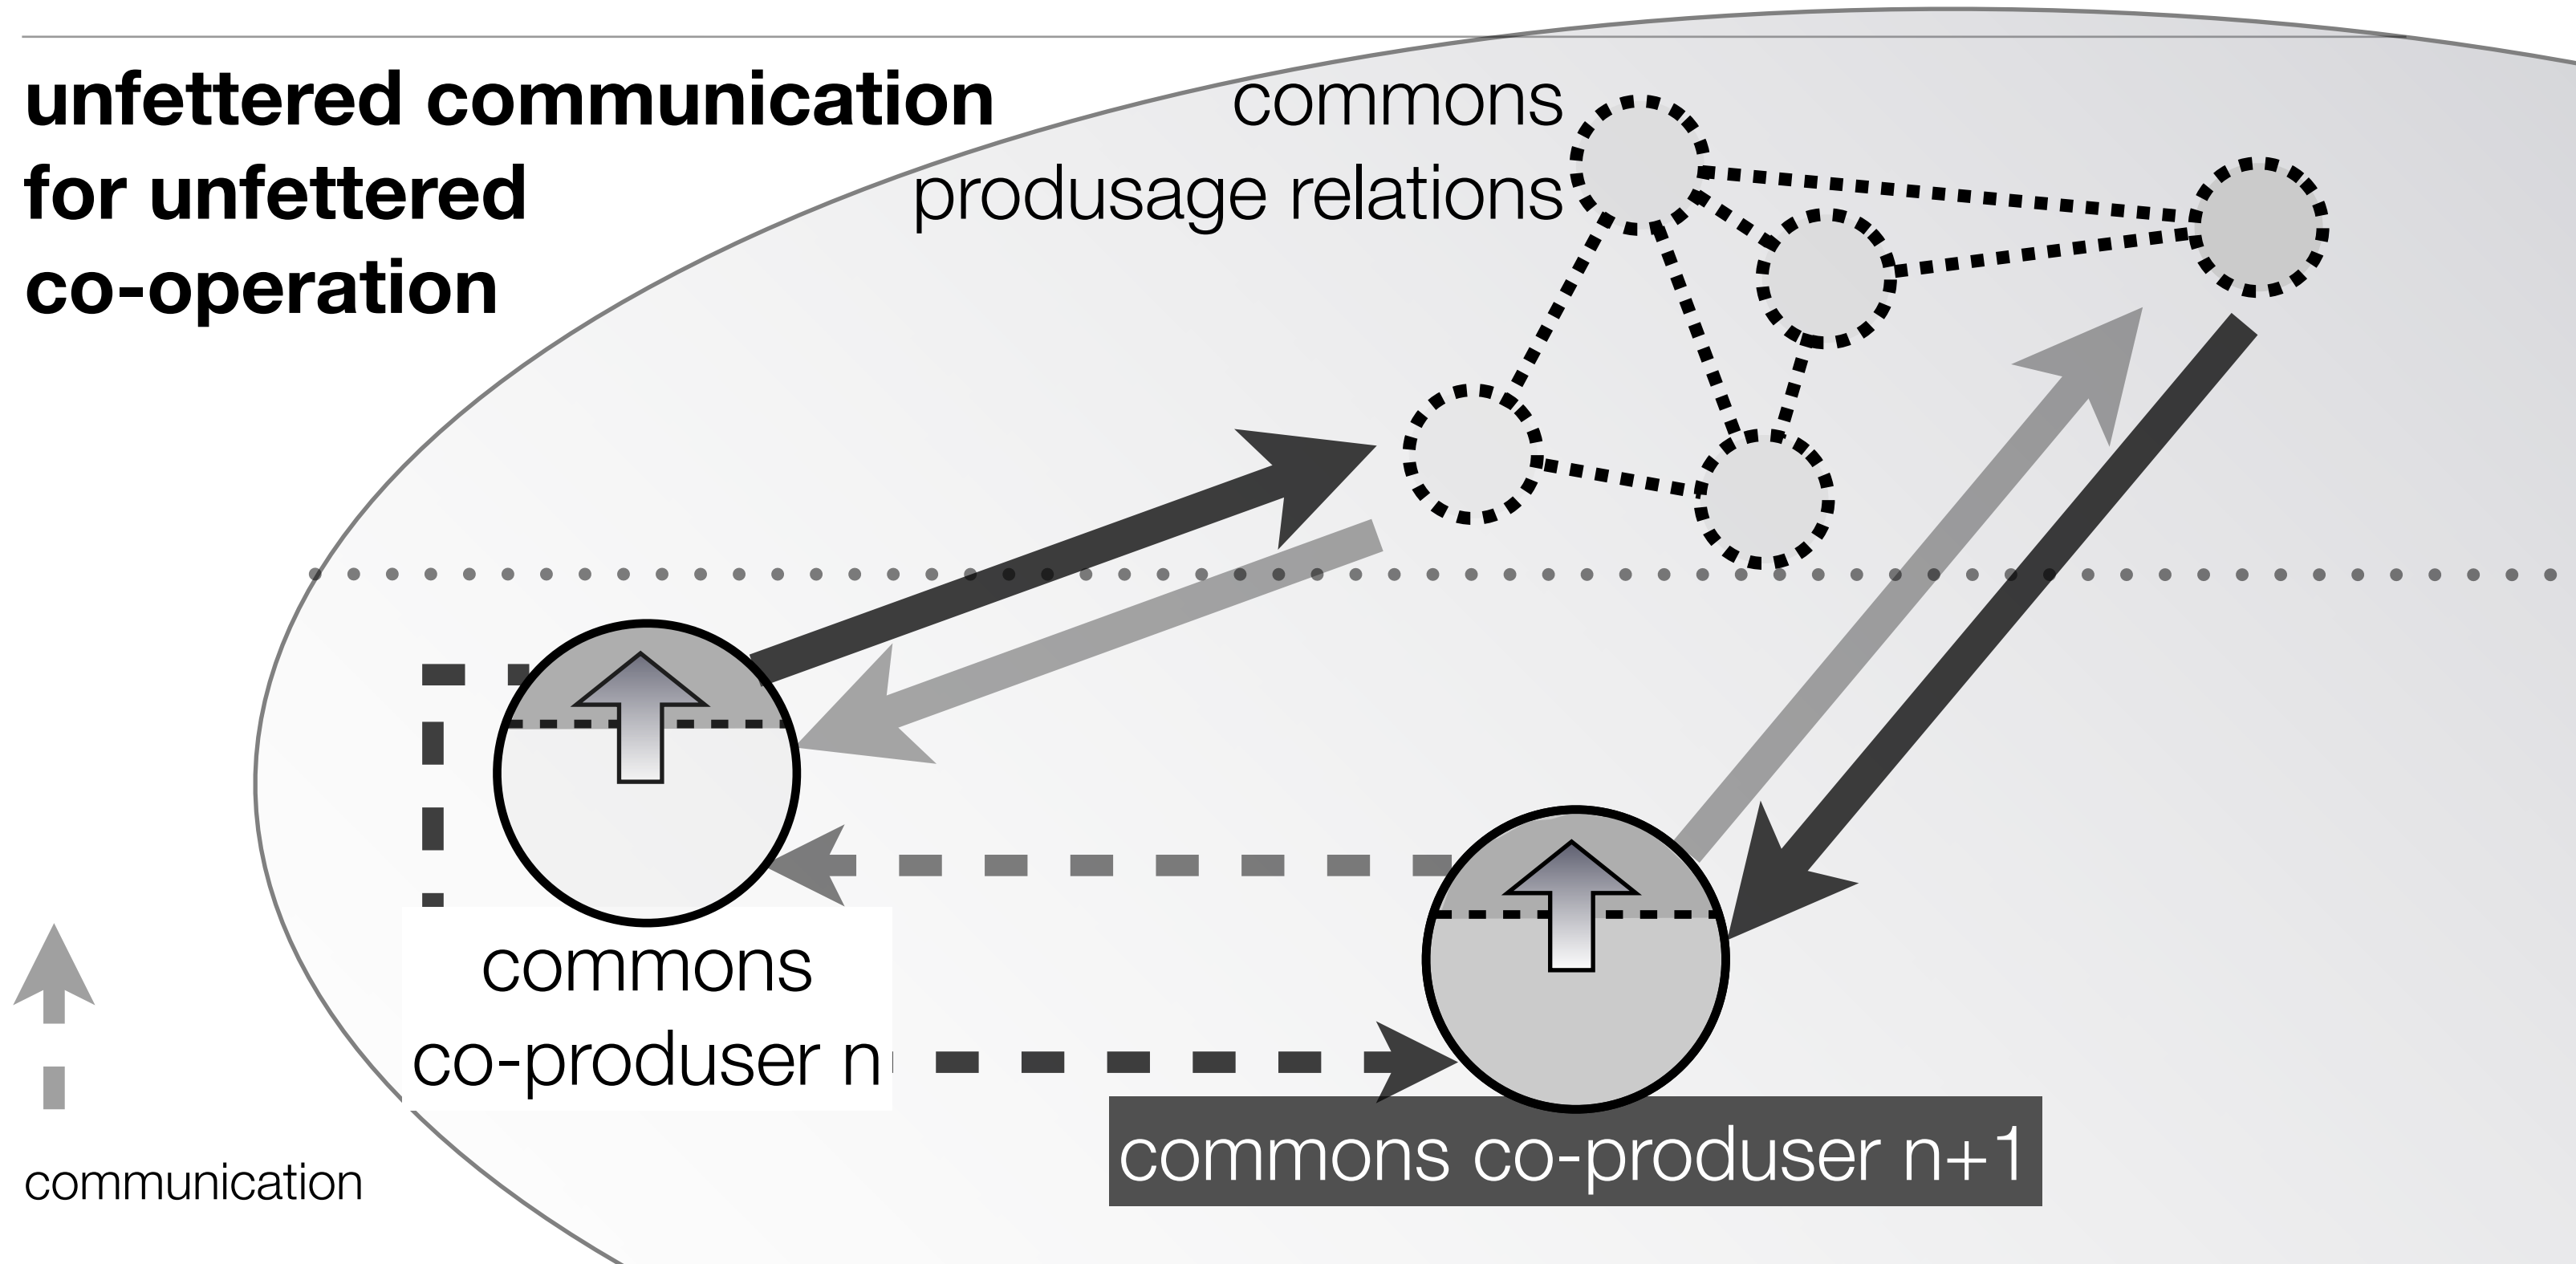 unfettered communication
for unfettered
co-operation
commons
produsage relations
commons
co-produser n
commons co-produser n+1
communication